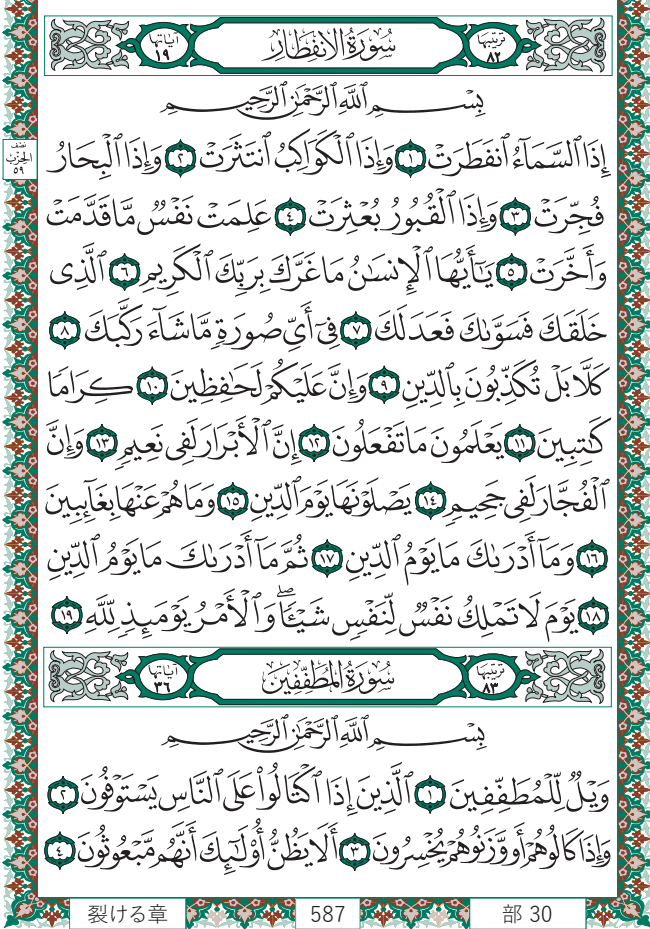 ترتيبها ٨٢ سُورَةُ الانفِطَارِ آياتها ١٩
بِسْمِ ٱللَّهِ ٱلرَّحْمَٰنِ ٱلرَّحِيمِ
إِذَا ٱلسَّمَآءُ ٱنفَطَرَتْ ١ وَإِذَا ٱلْكَوَاكِبُ ٱنتَثَرَتْ ٢ وَإِذَا ٱلْبِحَارُ
نصف الحزب ٥٩
فُجِّرَتْ ٣ وَإِذَا ٱلْقُبُورُ بُعْثِرَتْ ٤ عَلِمَتْ نَفْسٌ مَّا قَدَّمَتْ
وَأَخَّرَتْ ٥ يَٰٓأَيُّهَا ٱلْإِنسَٰنُ مَا غَرَّكَ بِرَبِّكَ ٱلْكَرِيمِ ٦ ٱلَّذِى
خَلَقَكَ فَسَوَّىٰكَ فَعَدَلَكَ ٧ فِىٓ أَىِّ صُورَةٍ مَّا شَآءَ رَكَّبَكَ ٨
كَلَّا بَلْ تُكَذِّبُونَ بِٱلدِّينِ ٩ وَإِنَّ عَلَيْكُمْ لَحَٰفِظِينَ ١٠ كِرَامًا
كَٰتِبِينَ ١١ يَعْلَمُونَ مَا تَفْعَلُونَ ١٢ إِنَّ ٱلْأَبْرَارَ لَفِى نَعِيمٍ ١٣ وَإِنَّ
ٱلْفُجَّارَ لَفِى جَحِيمٍ ١٤ يَصْلَوْنَهَا يَوْمَ ٱلدِّينِ ١٥ وَمَا هُمْ عَنْهَا بِغَآئِبِينَ
١٦ وَمَآ أَدْرَىٰكَ مَا يَوْمُ ٱلدِّينِ ١٧ ثُمَّ مَآ أَدْرَىٰكَ مَا يَوْمُ ٱلدِّينِ
١٨ يَوْمَ لَا تَمْلِكُ نَفْسٌ لِّنَفْسٍ شَيْـًٔا ۖ وَٱلْأَمْرُ يَوْمَئِذٍ لِّلَّهِ ١٩
ترتيبها ٨٣ سُورَةُ المُطَفِّفِينَ آياتها ٣٦
بِسْمِ ٱللَّهِ ٱلرَّحْمَٰنِ ٱلرَّحِيمِ
وَيْلٌ لِّلْمُطَفِّفِينَ ١ ٱلَّذِينَ إِذَا ٱكْتَالُوا۟ عَلَى ٱلنَّاسِ يَسْتَوْفُونَ ٢
وَإِذَا كَالُوهُمْ أَو وَّزَنُوهُمْ يُخْسِرُونَ ٣ أَلَا يَظُنُّ أُو۟لَٰٓئِكَ أَنَّهُم مَّبْعُوثُونَ ٤
裂ける章 587 部 30